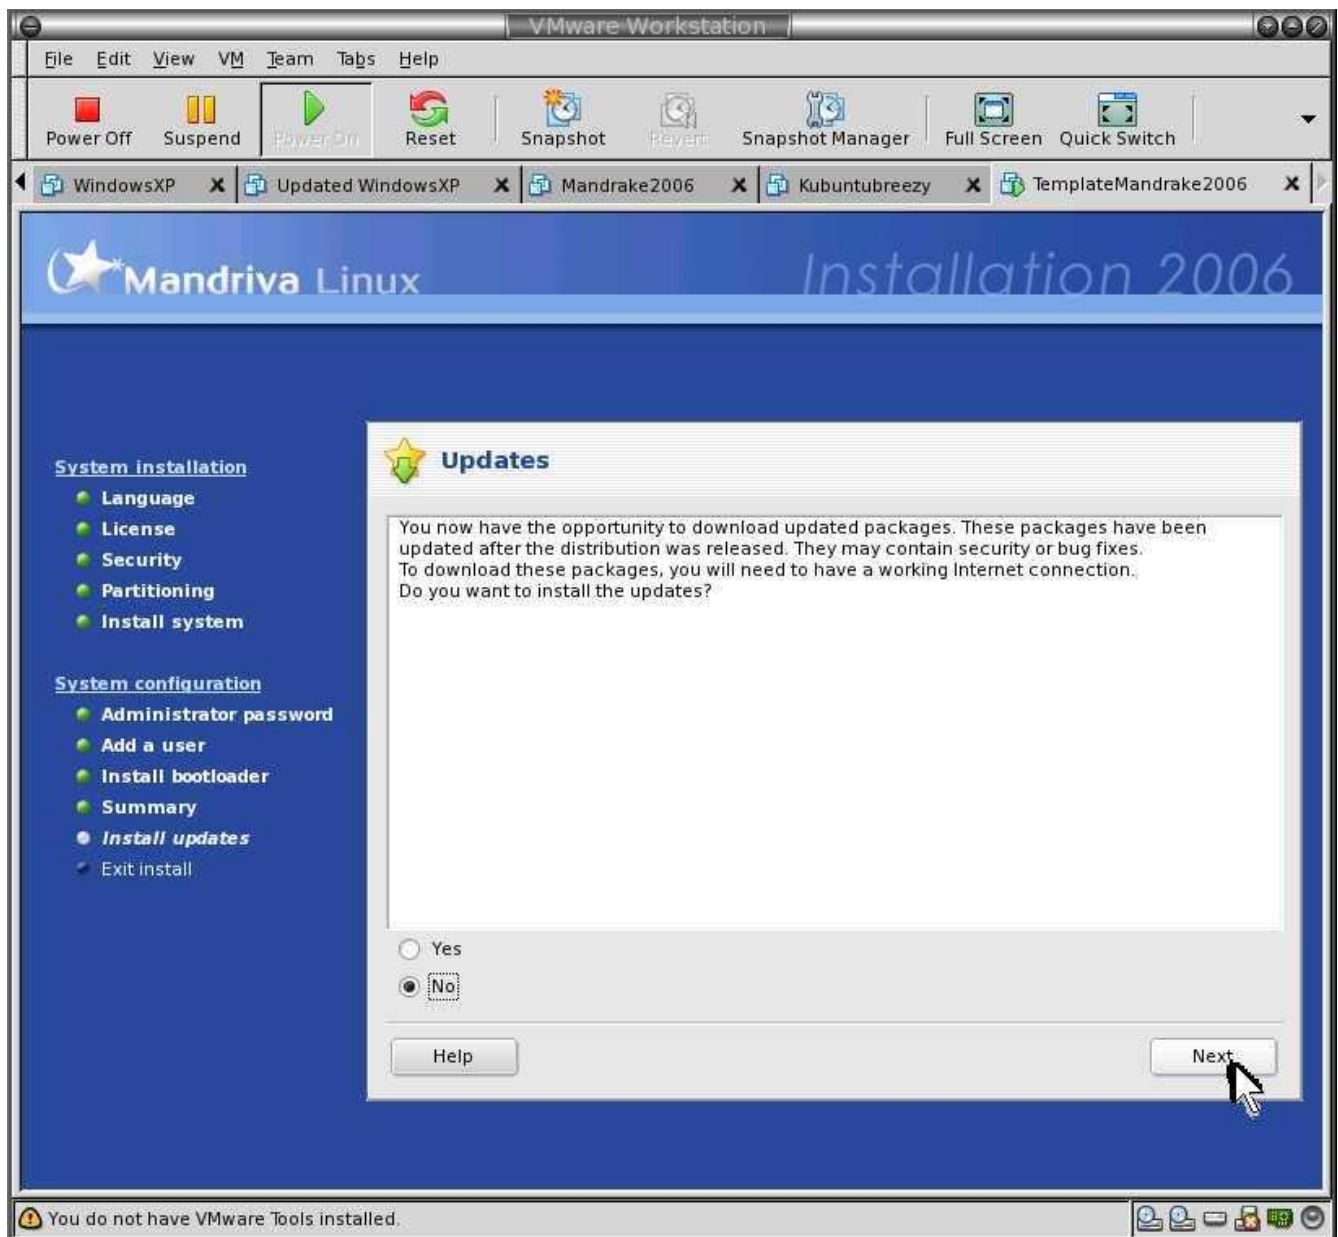 VMware Workstation
File Edit View VM Team Tabs Help
Power Off Suspend Power On Reset Snapshot Revert Snapshot Manager Full Screen Quick Switch
WindowsXP Updated WindowsXP Mandrake2006 Kubuntubreezy TemplateMandrake2006
Mandriva Linux Installation 2006
System installation
Language
License
Security
Partitioning
Install system
System configuration
Administrator password
Add a user
Install bootloader
Summary
Install updates
Exit install
Updates
You now have the opportunity to download updated packages. These packages have been
updated after the distribution was released. They may contain security or bug fixes.
To download these packages, you will need to have a working Internet connection.
Do you want to install the updates?
Yes
No
Help Next
You do not have VMware Tools installed.